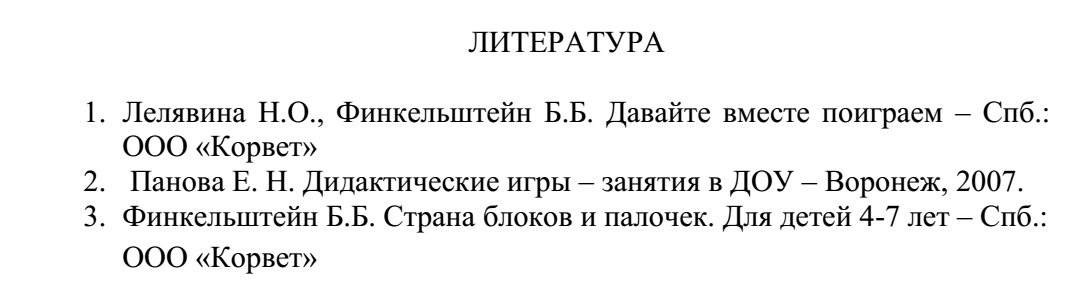 ЛИТЕРАТУРА
1. Лелявина Н.О., Финкельштейн Б.Б. Давайте вместе поиграем – Спб.:
ООО «Корвет»
2. Панова Е. Н. Дидактические игры – занятия в ДОУ – Воронеж, 2007.
3. Финкельштейн Б.Б. Страна блоков и палочек. Для детей 4-7 лет – Спб.:
ООО «Корвет»